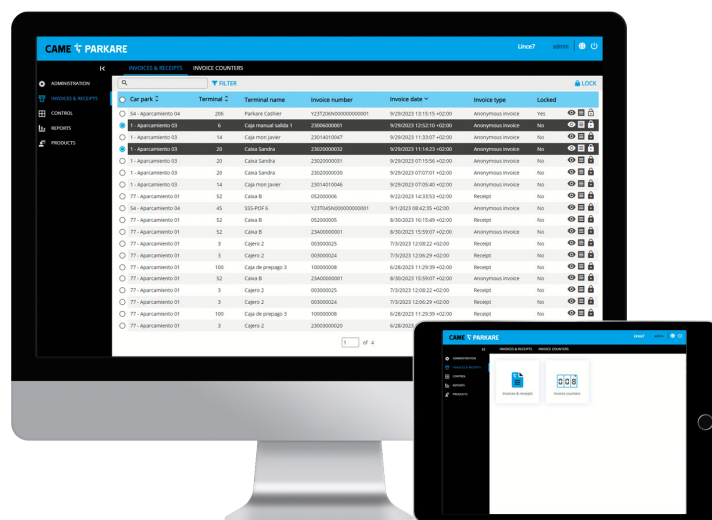 CAME PARKARE
Lince7 admin
INVOICES & RECEIPTS INVOICE COUNTERS
ADMINISTRATION
INVOICES & RECEIPTS
CONTROL
REPORTS
PRODUCTS
FILTER LOCK
Car park Terminal Terminal name Invoice number Invoice date Invoice type Locked
54 - Aparcamiento 04 206 Parkare Cashier Y23T206N000000000001 9/29/2023 13:15:15 +02:00 Anonymous invoice Yes
1 - Aparcamiento 03 6 Caja manual salida 1 23006000001 9/29/2023 12:52:10 +02:00 Anonymous invoice No
1 - Aparcamiento 03 14 Caja mon Javier 23014010047 9/29/2023 11:33:07 +02:00 Anonymous invoice No
1 - Aparcamiento 03 20 Caixa Sandra 23020000032 9/29/2023 11:14:23 +02:00 Anonymous invoice No
1 - Aparcamiento 03 20 Caixa Sandra 23020000031 9/29/2023 07:15:56 +02:00 Anonymous invoice No
1 - Aparcamiento 03 20 Caixa Sandra 23020000030 9/29/2023 07:07:01 +02:00 Anonymous invoice No
1 - Aparcamiento 03 14 Caja mon Javier 23014010046 9/29/2023 07:05:40 +02:00 Anonymous invoice No
77 - Aparcamiento 01 52 Caixa B 052000006 9/22/2023 14:33:53 +02:00 Receipt No
54 - Aparcamiento 04 45 SSS-POF 6 Y23T045N000000000001 9/1/2023 08:42:35 +02:00 Anonymous invoice No
77 - Aparcamiento 01 52 Caixa B 052000005 8/30/2023 16:15:49 +02:00 Receipt No
77 - Aparcamiento 01 52 Caixa B 23A00000001 8/30/2023 15:59:07 +02:00 Anonymous invoice No
77 - Aparcamiento 01 3 Cajero 2 003000025 7/3/2023 12:08:22 +02:00 Receipt No
77 - Aparcamiento 01 3 Cajero 2 003000024 7/3/2023 12:06:29 +02:00 Receipt No
77 - Aparcamiento 01 100 Caja de prepago 3 100000008 6/28/2023 11:29:39 +02:00 Receipt No
77 - Aparcamiento 01 52 Caixa B 23A00000001 8/30/2023 15:59:07 +02:00 Anonymous invoice No
77 - Aparcamiento 01 3 Cajero 2 003000025 7/3/2023 12:08:22 +02:00 Receipt No
77 - Aparcamiento 01 3 Cajero 2 003000024 7/3/2023 12:06:29 +02:00 Receipt No
77 - Aparcamiento 01 100 Caja de prepago 3 100000008 6/28/2023 11:29:39 +02:00 Receipt No
77 - Aparcamiento 01 3 Cajero 2 23003000020 6/28/2023
1 of 4
CAME PARKARE
Lince7 admin
INVOICES & RECEIPTS INVOICE COUNTERS
ADMINISTRATION
INVOICES & RECEIPTS
CONTROL
REPORTS
PRODUCTS
008
Invoices & receipts Invoice counters